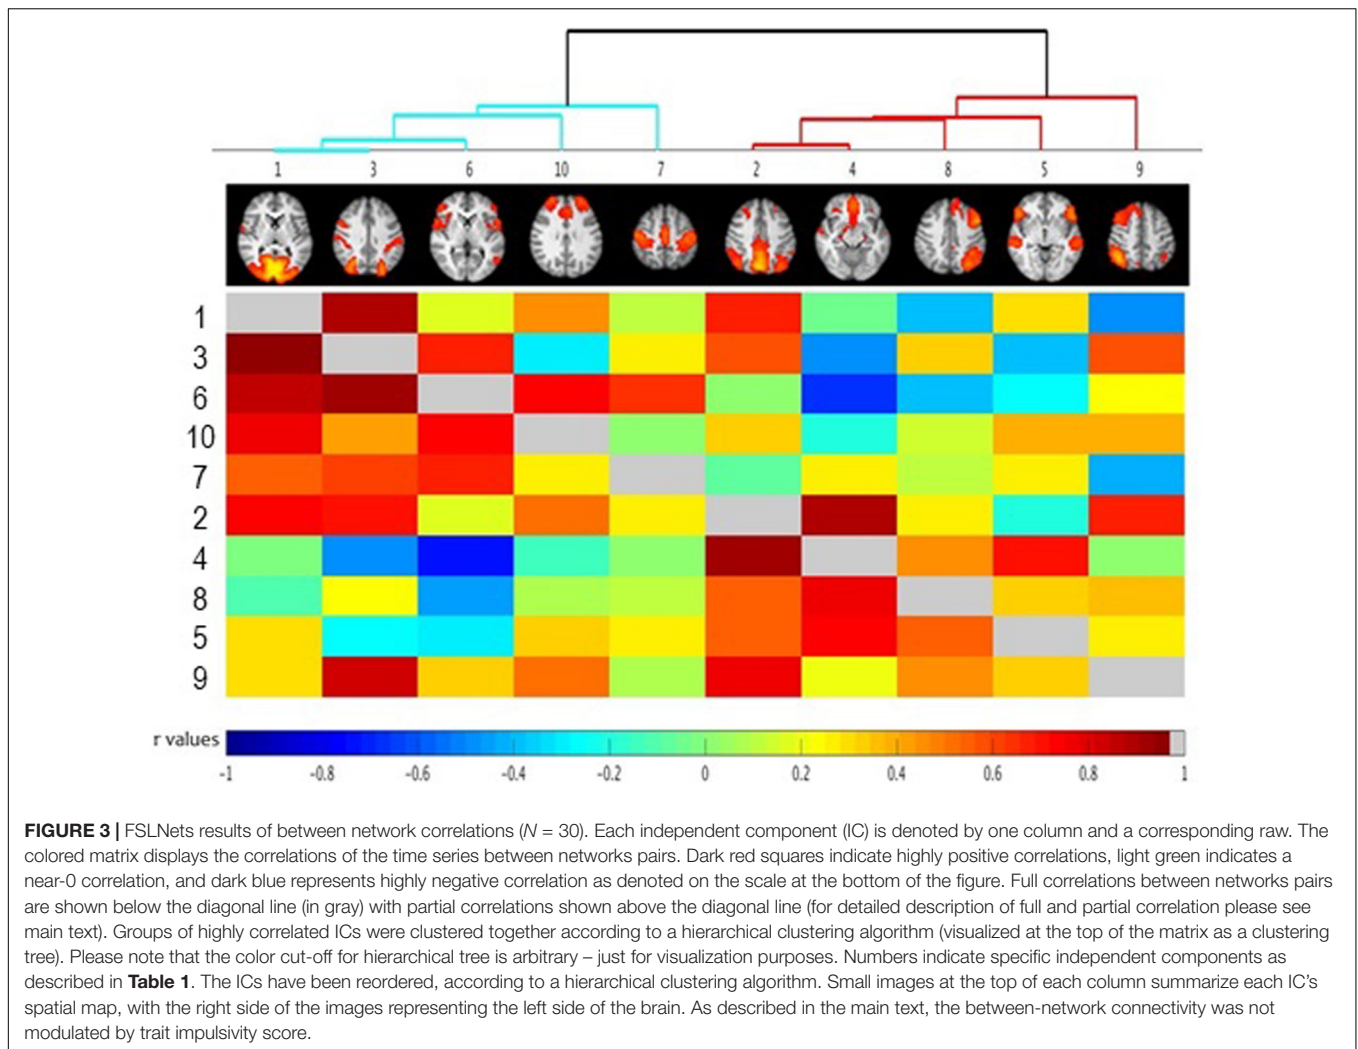 1 3 6 10 7 2 4 8 5 9
1
3
6
10
7
2
4
8
5
9
r values
-1 -0.8 -0.6 -0.4 -0.2 0 0.2 0.4 0.6 0.8 1
FIGURE 3 | FSLNets results of between network correlations (N = 30). Each independent component (IC) is denoted by one column and a corresponding raw. The
colored matrix displays the correlations of the time series between networks pairs. Dark red squares indicate highly positive correlations, light green indicates a
near-0 correlation, and dark blue represents highly negative correlation as denoted on the scale at the bottom of the figure. Full correlations between networks pairs
are shown below the diagonal line (in gray) with partial correlations shown above the diagonal line (for detailed description of full and partial correlation please see
main text). Groups of highly correlated ICs were clustered together according to a hierarchical clustering algorithm (visualized at the top of the matrix as a clustering
tree). Please note that the color cut-off for hierarchical tree is arbitrary – just for visualization purposes. Numbers indicate specific independent components as
described in Table 1. The ICs have been reordered, according to a hierarchical clustering algorithm. Small images at the top of each column summarize each IC's
spatial map, with the right side of the images representing the left side of the brain. As described in the main text, the between-network connectivity was not
modulated by trait impulsivity score.